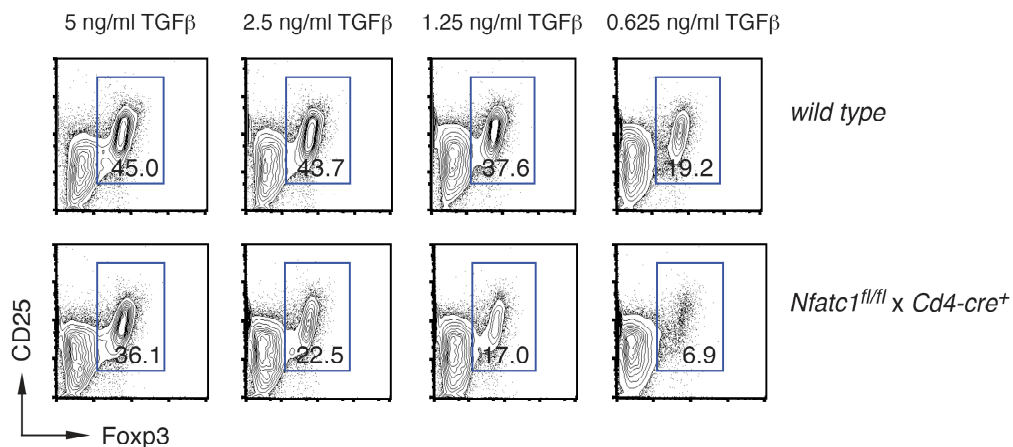 5 ng/ml TGFβ 2.5 ng/ml TGFβ 1.25 ng/ml TGFβ 0.625 ng/ml TGFβ
45.0 43.7 37.6 19.2 wild type
36.1 22.5 17.0 6.9 Nfatc1fl/fl x Cd4-cre+
CD25
Foxp3